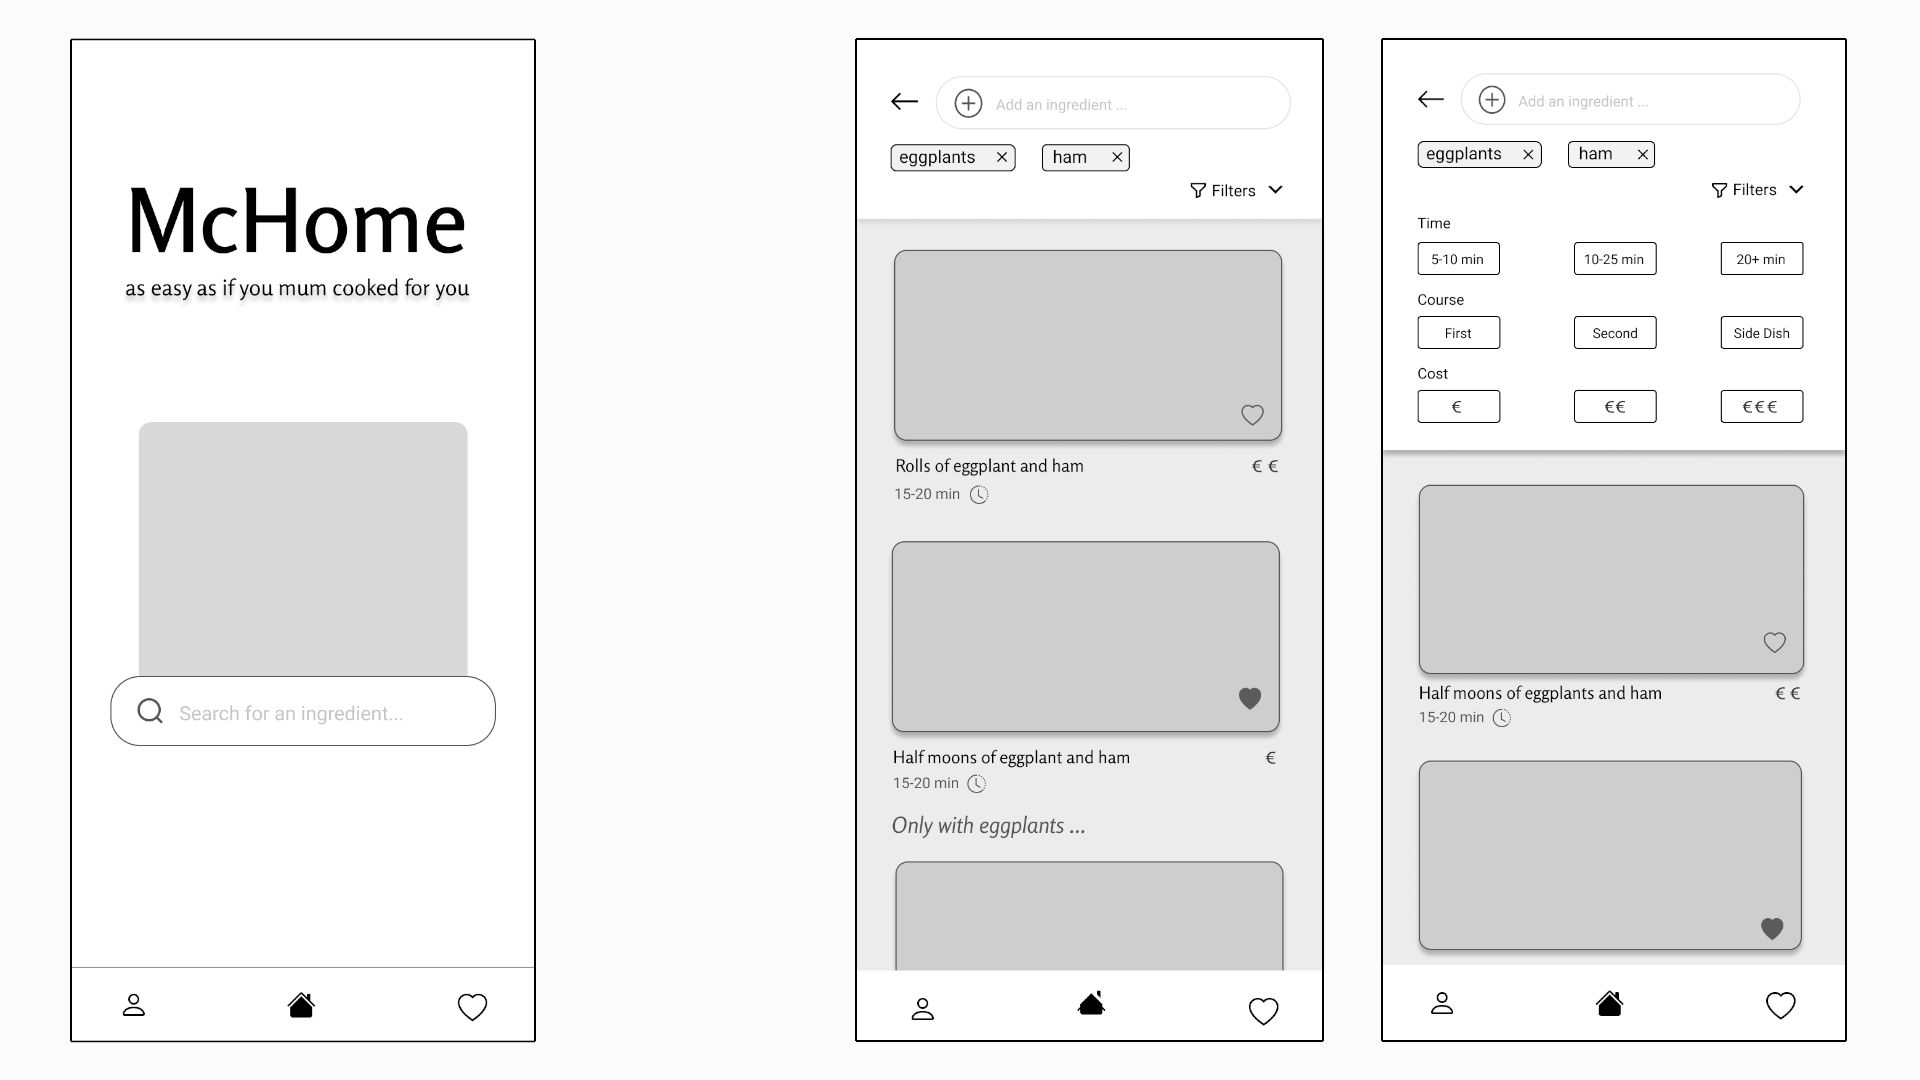 McHome
as easy as if you mum cooked for you
Search for an ingredient...
Add an ingredient ...
eggplants
ham
Filters
Rolls of eggplant and ham
€ €
15-20 min
Half moons of eggplant and ham
€
15-20 min
Only with eggplants ...
Add an ingredient ...
eggplants
ham
Filters
Time
5-10 min
10-25 min
20+ min
Course
First
Second
Side Dish
Cost
€
€€
€€€
Half moons of eggplants and ham
€ €
15-20 min